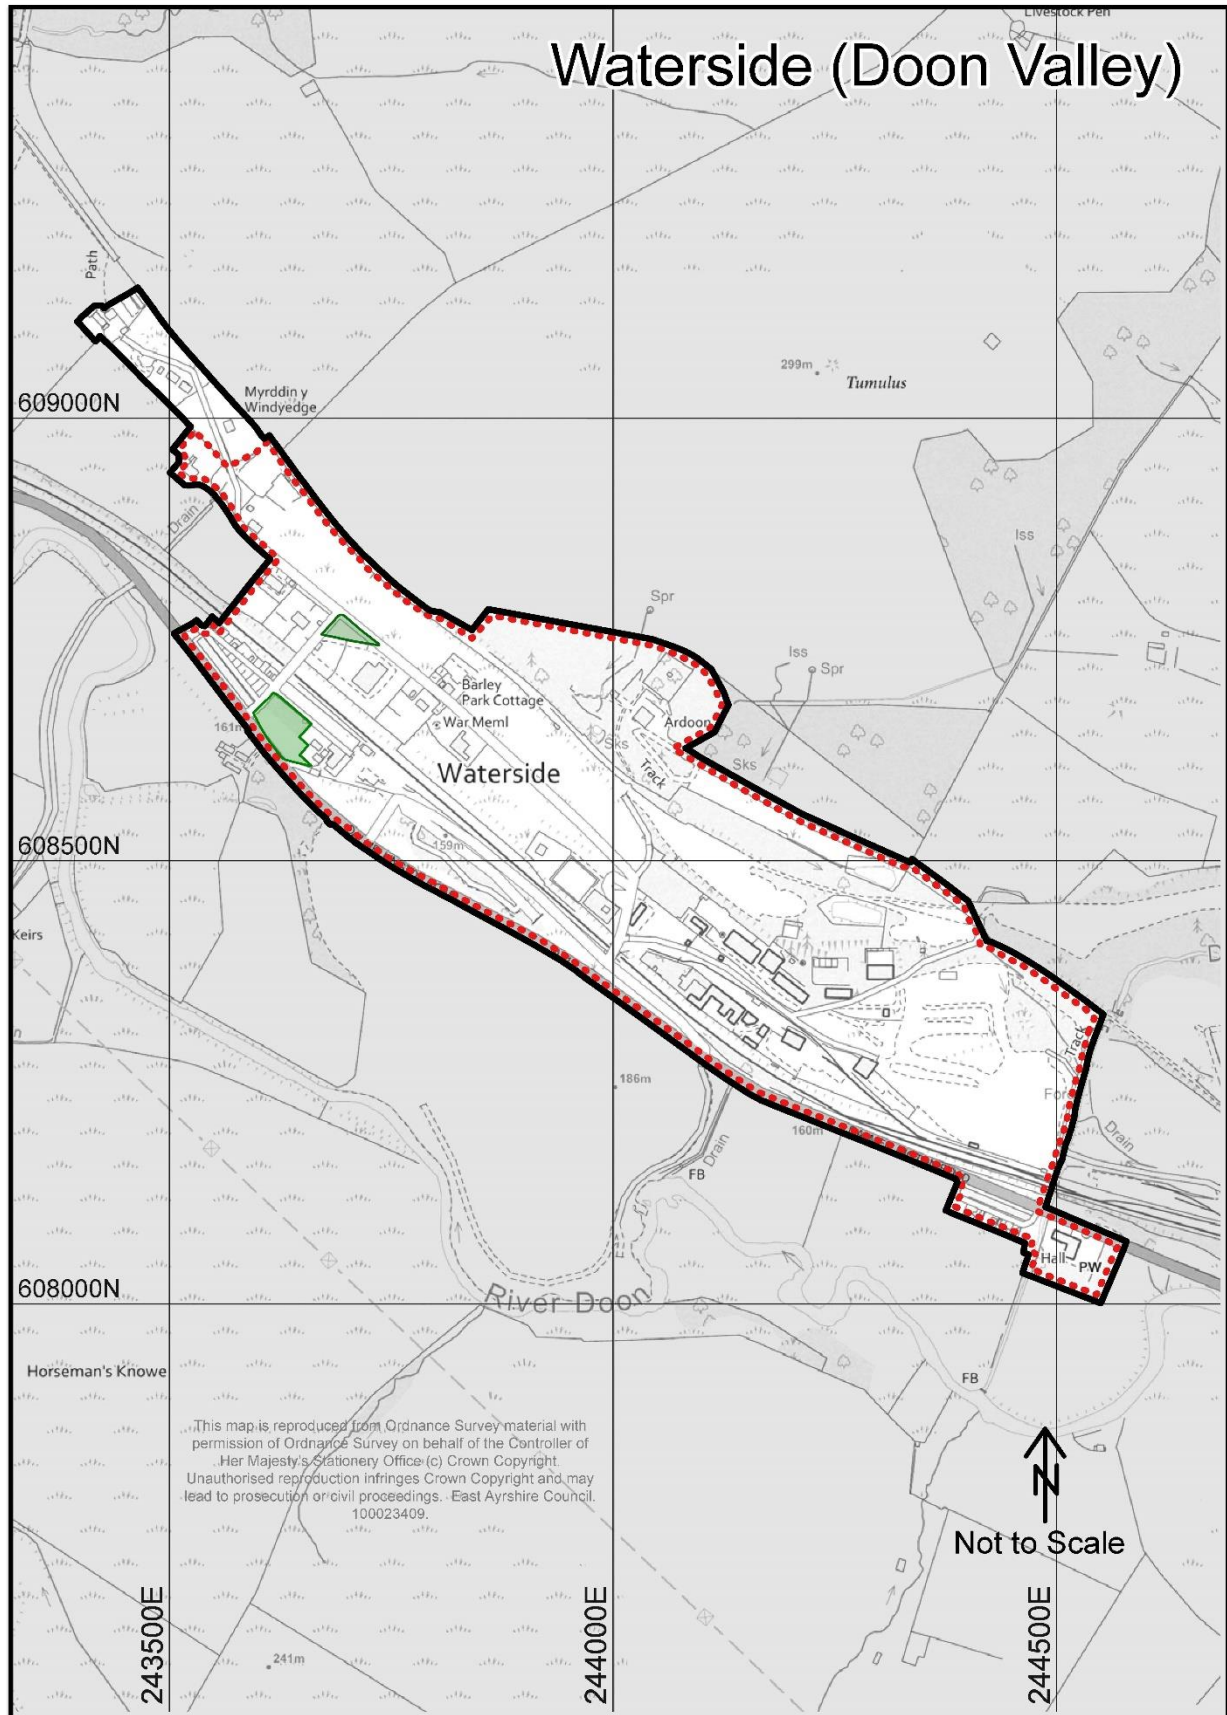 Livestock Pen
Waterside (Doon Valley)
Path
299m
Tumulus
Myrddin y
Windyedge
609000N
Drain
Iss
Spr
Iss
Spr
Barley
Park Cottage
War Meml
Ardoon
161m
Sks
Sks
Track
Waterside
159m
608500N
Keirs
Track
186m
Drain
160m
Drain
FB
Hall
PW
608000N
River Doon
Horseman's Knowe
FB
This map is reproduced from Ordnance Survey material with
permission of Ordnance Survey on behalf of the Controller of
Her Majesty's Stationery Office (c) Crown Copyright.
Unauthorised reproduction infringes Crown Copyright and may
lead to prosecution or civil proceedings. East Ayrshire Council.
100023409.
N
Not to Scale
241m
243500E
244000E
244500E